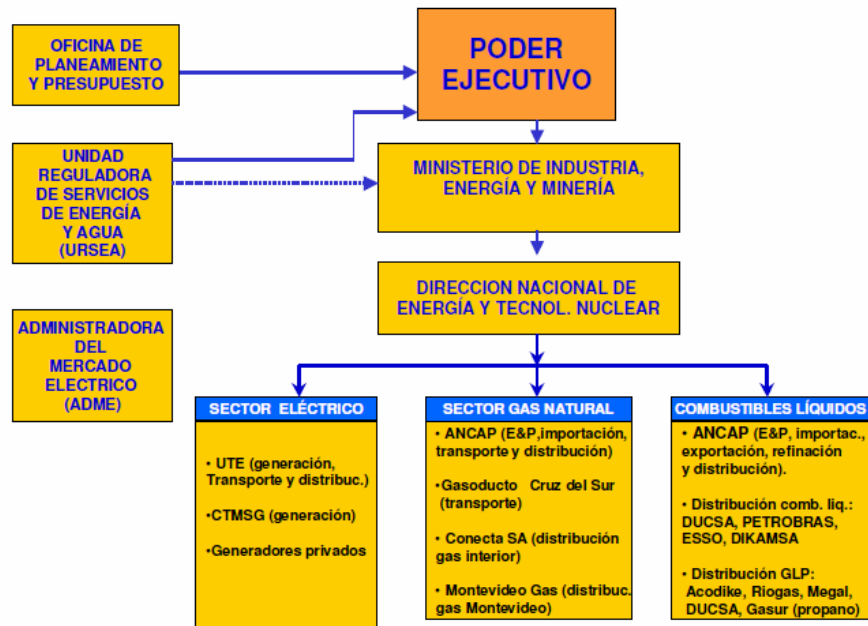 OFICINA DE
PLANEAMIENTO
Y PRESUPUESTO
PODER
EJECUTIVO
UNIDAD
REGULADORA
DE SERVICIOS
DE ENERGÍA
Y AGUA
(URSEA)
MINISTERIO DE INDUSTRIA,
ENERGÍA Y MINERÍA
DIRECCION NACIONAL DE
ENERGÍA Y TECNOL. NUCLEAR
ADMINISTRADORA
DEL
MERCADO
ELECTRICO
(ADME)
SECTOR ELÉCTRICO
• UTE (generación,
Transporte y distribuc.)
• CTMSG (generación)
• Generadores privados
SECTOR GAS NATURAL
• ANCAP (E&P,importación,
transporte y distribución)
• Gasoducto Cruz del Sur
(transporte)
• Conecta SA (distribución
gas interior)
• Montevideo Gas (distribuc.
gas Montevideo)
COMBUSTIBLES LÍQUIDOS
• ANCAP (E&P, importac.,
exportación, refinación
y distribución).
• Distribución comb. liq.:
DUCSA, PETROBRAS,
ESSO, DIKAMSA
• Distribución GLP:
Acodike, Riogas, Megal,
DUCSA, Gasur (propano)